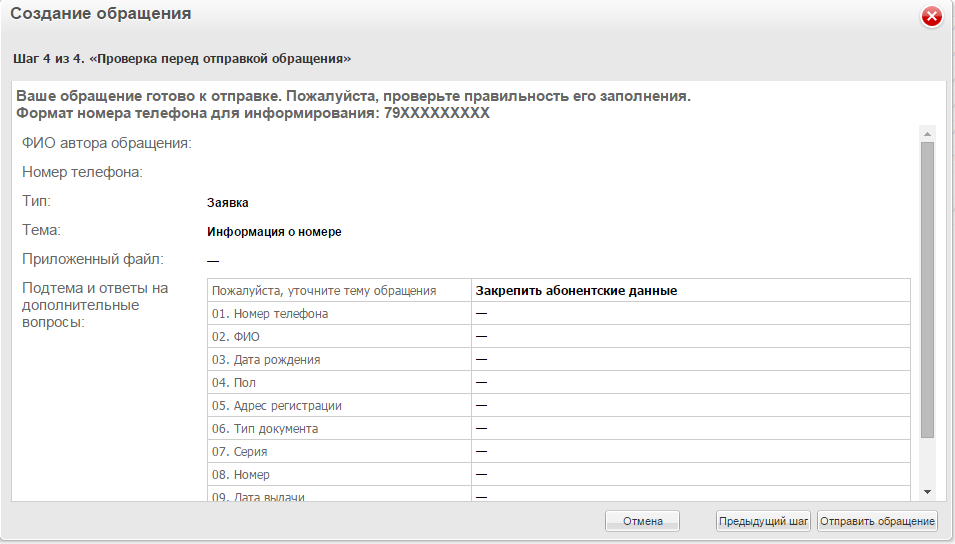 Создание обращения
Шаг 4 из 4. «Проверка перед отправкой обращения»
Ваше обращение готово к отправке. Пожалуйста, проверьте правильность его заполнения.
Формат номера телефона для информирования: 79XXXXXXXXX
ФИО автора обращения:
Номер телефона:
Тип: Заявка
Тема: Информация о номере
Приложенный файл: —
Подтема и ответы на
дополнительные
вопросы:
Пожалуйста, уточните тему обращения Закрепить абонентские данные
01. Номер телефона —
02. ФИО —
03. Дата рождения —
04. Пол —
05. Адрес регистрации —
06. Тип документа —
07. Серия —
08. Номер —
09. Дата выдачи —
Отмена Предыдущий шаг Отправить обращение